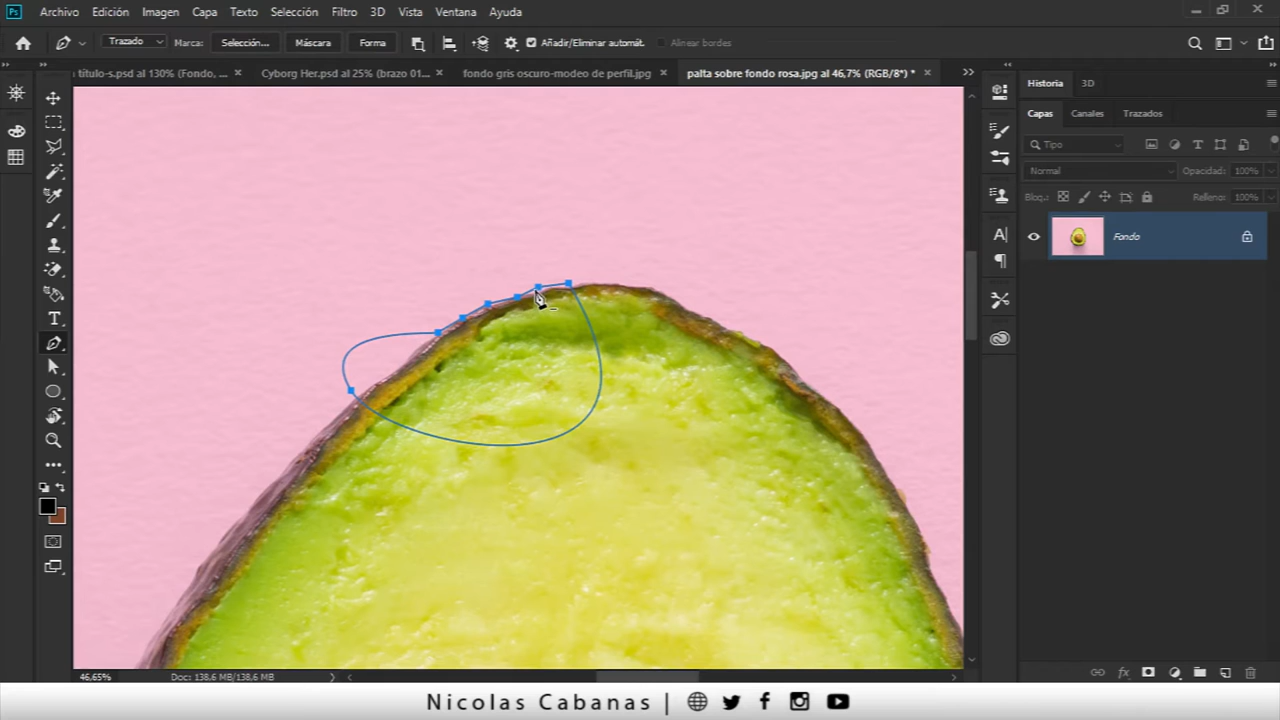 Ps Archivo Edición Imagen Capa Texto Selección Filtro 3D Vista Ventana Ayuda
Trazado Marca: Selección... Máscara Forma Añadir/Eliminar automát. Alinear bordes
título-s.psd al 130% (Fondo, ... Cyborg Her.psd al 25% (brazo 01... fondo gris oscuro-modeo de perfil.jpg palta sobre fondo rosa.jpg al 46,7% (RGB/8*) *
Historia 3D
Capas Canales Trazados
Tipo
Normal Opacidad: 100%
Bloq.: Relleno: 100%
Fondo
46,65% Doc: 138,6 MB/138,6 MB
Nicolas Cabanas |